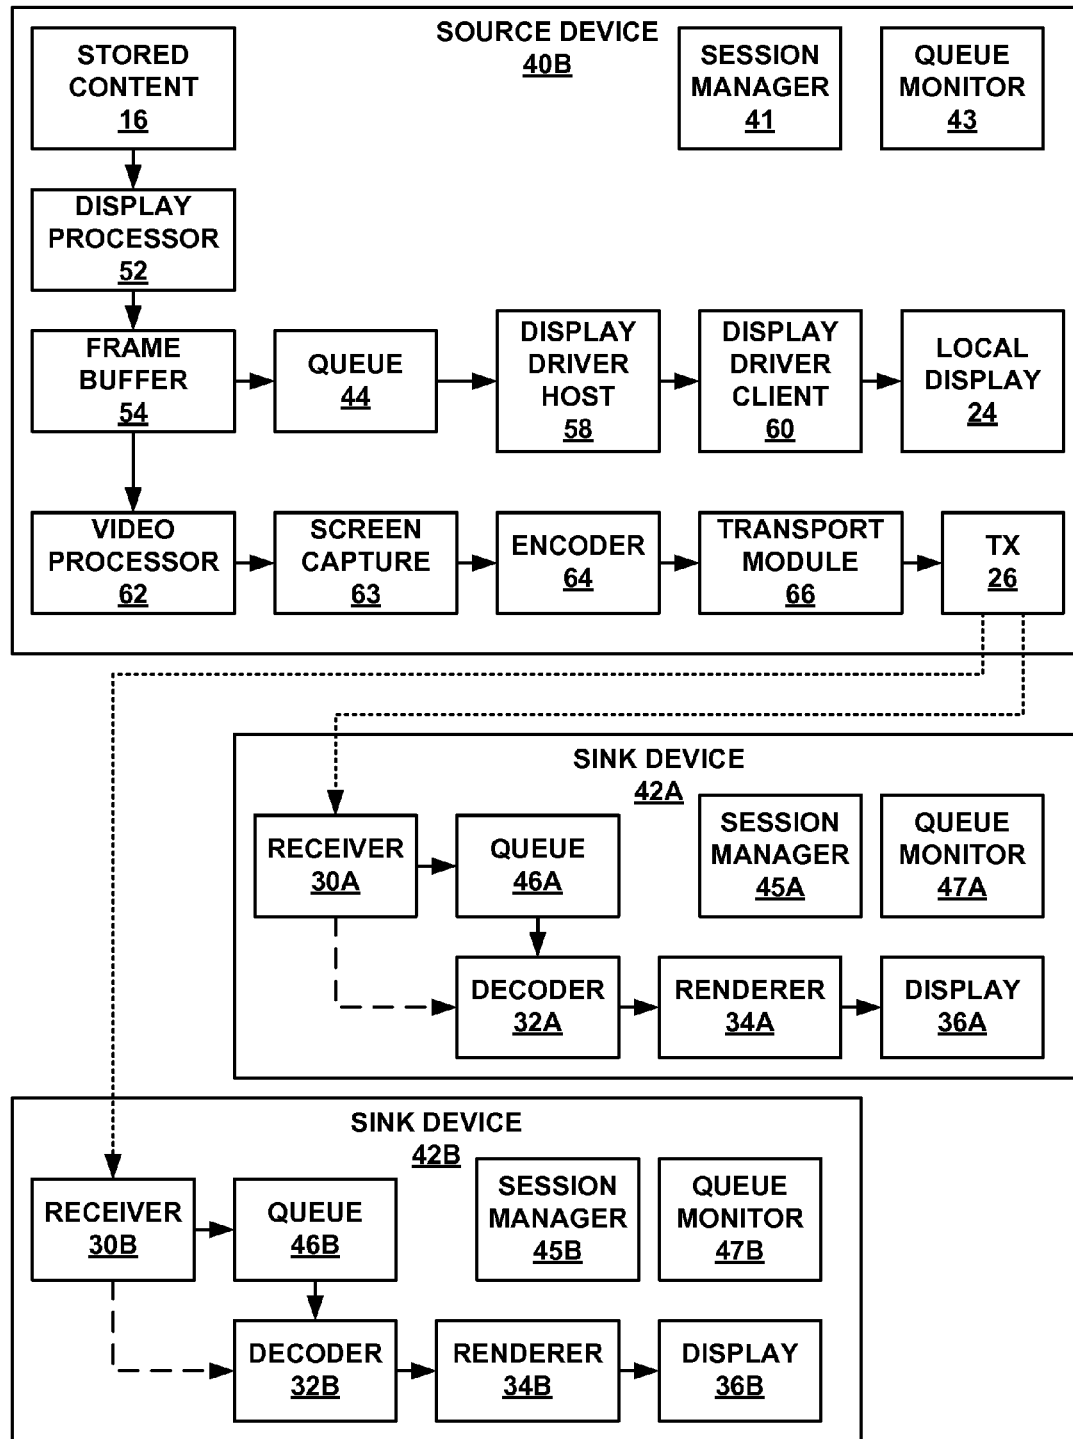 SOURCE DEVICE
40B
STORED
CONTENT
16
SESSION
MANAGER
41
QUEUE
MONITOR
43
DISPLAY
PROCESSOR
52
FRAME
BUFFER
54
QUEUE
44
DISPLAY
DRIVER
HOST
58
DISPLAY
DRIVER
CLIENT
60
LOCAL
DISPLAY
24
VIDEO
PROCESSOR
62
SCREEN
CAPTURE
63
ENCODER
64
TRANSPORT
MODULE
66
TX
26
SINK DEVICE
42A
RECEIVER
30A
QUEUE
46A
SESSION
MANAGER
45A
QUEUE
MONITOR
47A
DECODER
32A
RENDERER
34A
DISPLAY
36A
SINK DEVICE
42B
RECEIVER
30B
QUEUE
46B
SESSION
MANAGER
45B
QUEUE
MONITOR
47B
DECODER
32B
RENDERER
34B
DISPLAY
36B